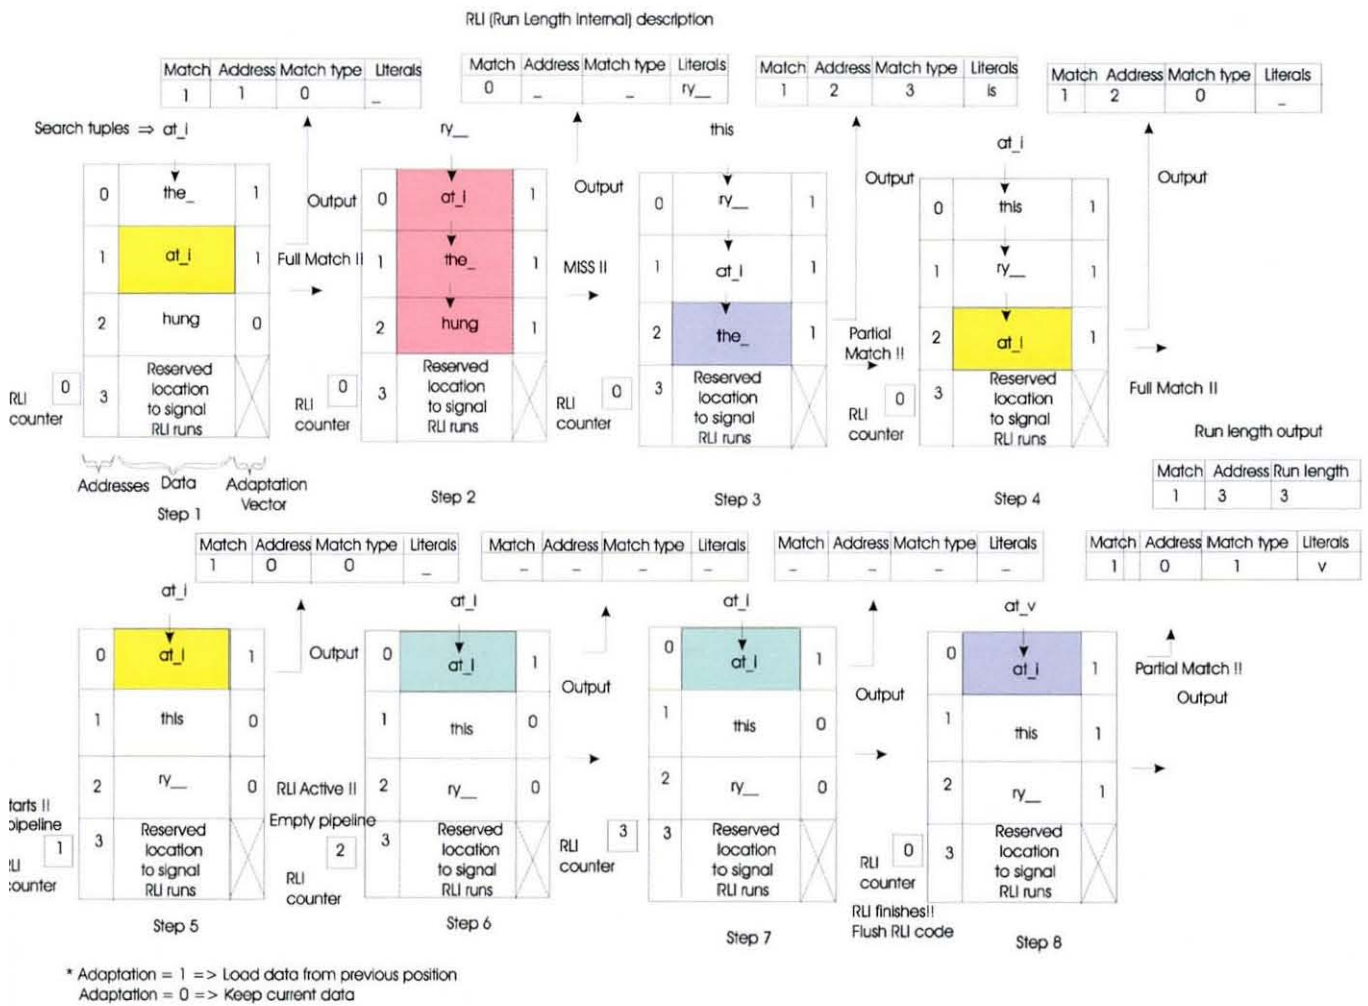 RLI (Run Length Internal) description
Match Address Match type Literals
1 1 0 _
Match Address Match type Literals
0 _ _ ry__
Match Address Match type Literals
1 2 3 is
Match Address Match type Literals
1 2 0 _
Search tuples ⇒ at_i
ry__
this
at_i
0 the_ 1
1 at_i 1
2 hung 0
3 Reserved location to signal RLI runs
RLI counter 0
Addresses Data Adaptation Vector
Step 1
Output
Full Match !!
0 at_i 1
1 the_ 1
2 hung 1
3 Reserved location to signal RLI runs
RLI counter 0
Step 2
Output
MISS !!
0 ry__ 1
1 at_i 1
2 the_ 1
3 Reserved location to signal RLI runs
RLI counter 0
Step 3
Output
Partial Match !!
0 this 1
1 ry__ 1
2 at_i 1
3 Reserved location to signal RLI runs
RLI counter 0
Step 4
Output
Full Match !!
Run length output
Match Address Run length
1 3 3
Match Address Match type Literals
1 0 0 _
Match Address Match type Literals
_ _ _ _
Match Address Match type Literals
_ _ _ _
Match Address Match type Literals
1 0 1 v
at_i
at_i
at_i
at_v
0 at_i 1
1 this 0
2 ry__ 0
3 Reserved location to signal RLI runs
tarts !!
pipeline
1
counter
Step 5
Output
RLI Active !!
Empty pipeline
0 at_i 1
1 this 0
2 ry__ 0
3 Reserved location to signal RLI runs
RLI counter 2
Step 6
Output
0 at_i 1
1 this 0
2 ry__ 0
3 Reserved location to signal RLI runs
RLI counter 3
Step 7
Output
0 at_i 1
1 this 1
2 ry__ 1
3 Reserved location to signal RLI runs
RLI counter 0
RLI finishes!!
Flush RLI code
Step 8
Partial Match !!
Output
* Adaptation = 1 => Load data from previous position
Adaptation = 0 => Keep current data